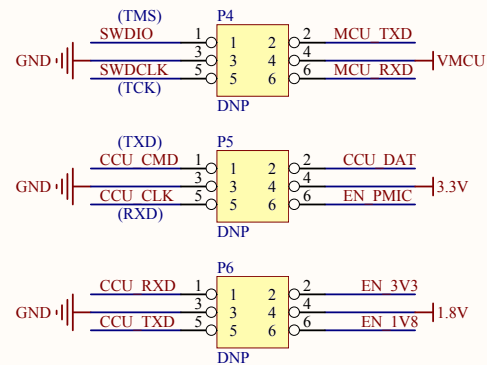 (TMS) P4
SWDIO 1 1 2 2 MCU_TXD
GND 3 3 4 4 VMCU
SWDCLK 5 5 6 6 MCU_RXD
(TCK)
DNP
(TXD) P5
CCU_CMD 1 1 2 2 CCU_DAT
GND 3 3 4 4 3.3V
CCU_CLK 5 5 6 6 EN_PMIC
(RXD)
DNP
P6
CCU_RXD 1 1 2 2 EN_3V3
GND 3 3 4 4 1.8V
CCU_TXD 5 5 6 6 EN_1V8
DNP